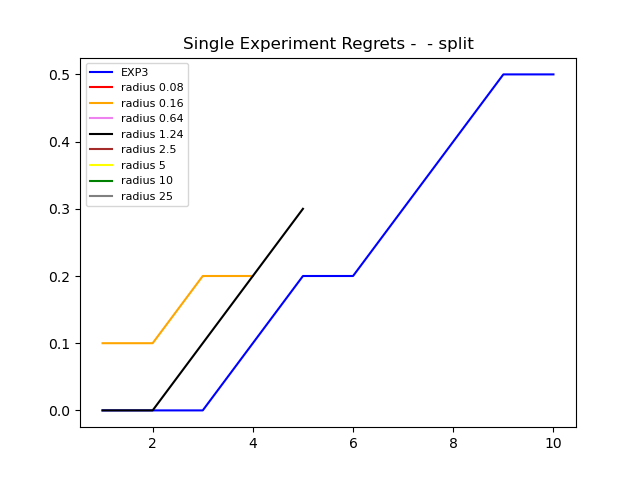 Single Experiment Regrets -  - split
EXP3
radius 0.08
radius 0.16
radius 0.64
radius 1.24
radius 2.5
radius 5
radius 10
radius 25
0.5
0.4
0.3
0.2
0.1
0.0
2 4 6 8 10